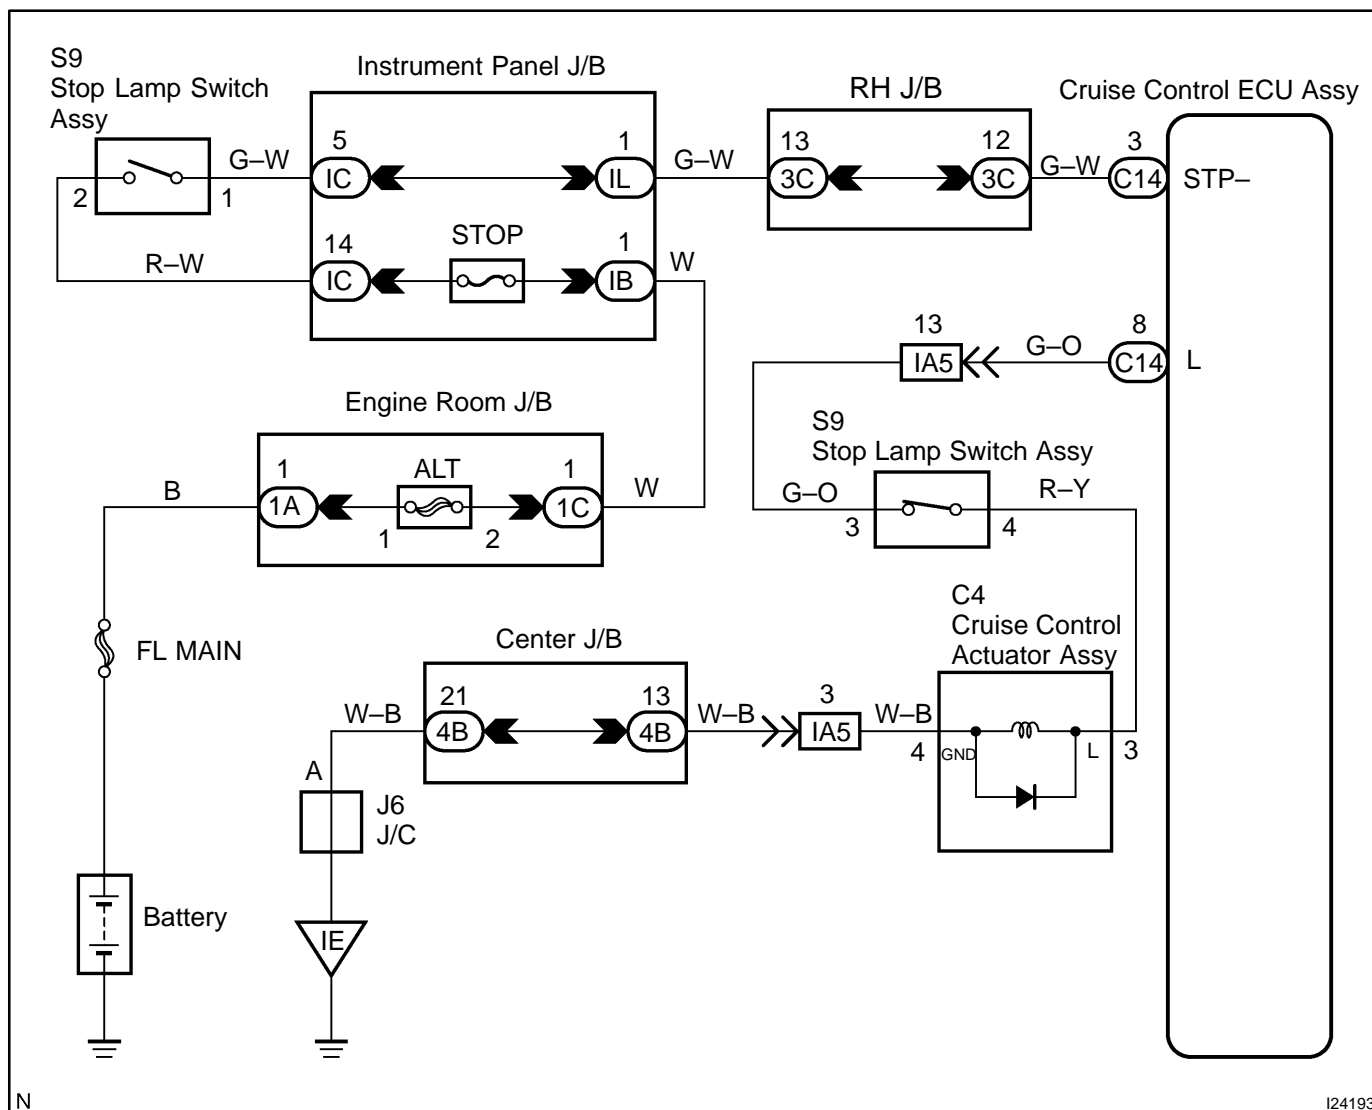 S9
Stop Lamp Switch
Assy
Instrument Panel J/B
RH J/B
Cruise Control ECU Assy
2
1
G–W
5
IC
1
IL
G–W
13
3C
12
3C
G–W
3
C14
STP–
R–W
14
IC
STOP
1
IB
W
13
IA5
G–O
8
C14
L
Engine Room J/B
B
1
1A
ALT
1
2
1
1C
W
S9
Stop Lamp Switch Assy
G–O
3
4
R–Y
FL MAIN
Center J/B
C4
Cruise Control
Actuator Assy
W–B
21
4B
13
4B
W–B
3
IA5
W–B
4
GND
L
3
A
J6
J/C
Battery
IE
N
I24193